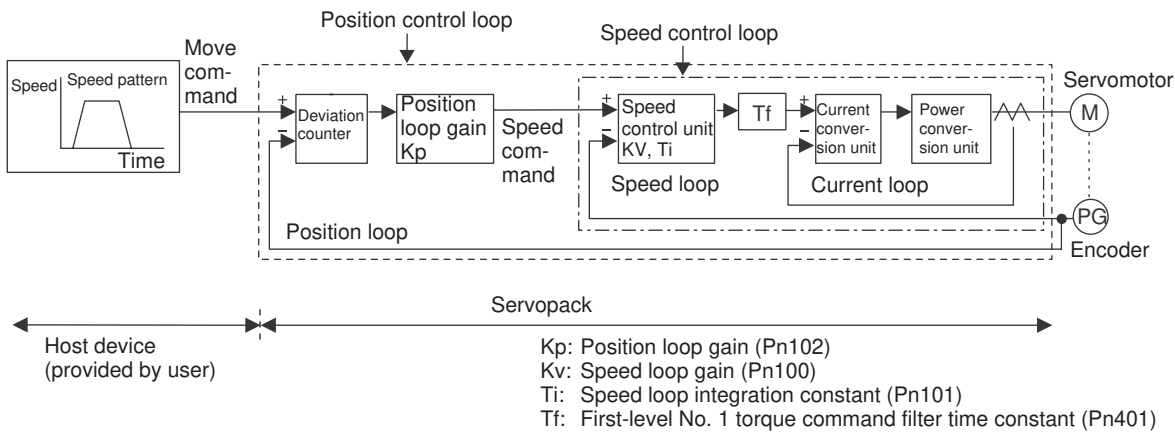 Position control loop
Speed control loop
Move
com-
mand
Speed
Speed pattern
Time
+
−
Deviation
counter
Position
loop gain
Kp
Speed
com-
mand
+
−
Speed
control unit
KV, Ti
Tf
+
−
Current
conver-
sion unit
Power
conver-
sion unit
Servomotor
M
Speed loop
Current loop
PG
Encoder
Position loop
Servopack
Host device
(provided by user)
Kp: Position loop gain (Pn102)
Kv: Speed loop gain (Pn100)
Ti: Speed loop integration constant (Pn101)
Tf: First-level No. 1 torque command filter time constant (Pn401)